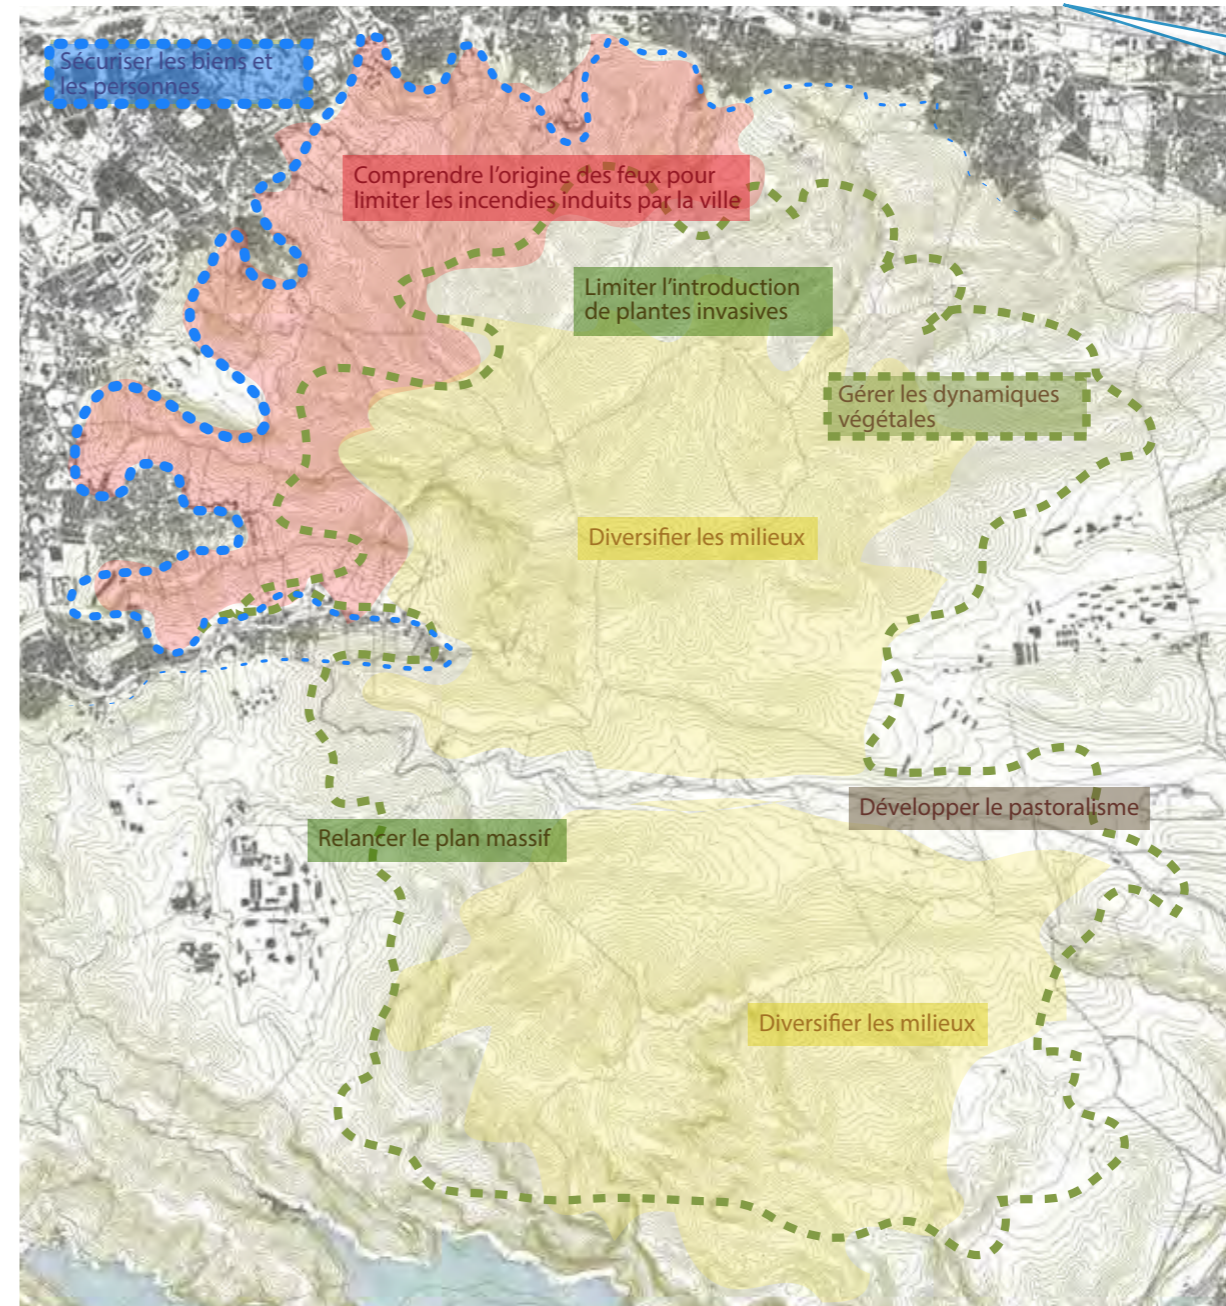 Sécuriser les biens et
les personnes
Comprendre l’origine des feux pour
limiter les incendies induits par la ville
Limiter l’introduction
de plantes invasives
Gérer les dynamiques
végétales
Diversifier les milieux
Développer le pastoralisme
Relancer le plan massif
Diversifier les milieux